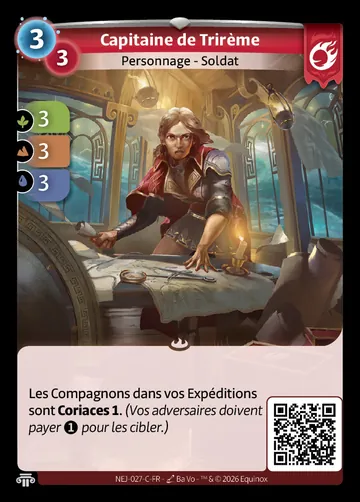 3
Capitaine de Trirème
3
Personnage - Soldat
3
3
3
Les Compagnons dans vos Expéditions
sont Coriaces 1. (Vos adversaires doivent
payer 1 pour les cibler.)
NEJ-027-C-FR - Ba Vo - ™ & © 2026 Equinox